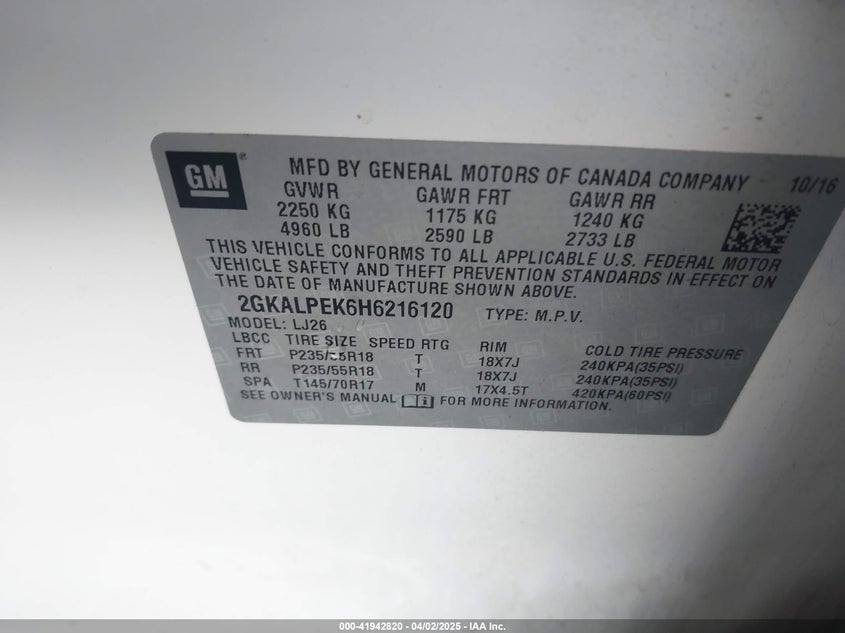 GM® MFD BY GENERAL MOTORS OF CANADA COMPANY 10/16
GVWR GAWR FRT GAWR RR
2250 KG 1175 KG 1240 KG
4960 LB 2590 LB 2733 LB
THIS VEHICLE CONFORMS TO ALL APPLICABLE U.S. FEDERAL MOTOR
VEHICLE SAFETY AND THEFT PREVENTION STANDARDS IN EFFECT ON
THE DATE OF MANUFACTURE SHOWN ABOVE.
2GKALPEK6H6216120 TYPE: M.P.V.
MODEL: LJ26
LBCC TIRE SIZE SPEED RTG RIM COLD TIRE PRESSURE
FRT P235/55R18 T 18X7J 240KPA(35PSI)
RR P235/55R18 T 18X7J 240KPA(35PSI)
SPA T145/70R17 M 17X4.5T 420KPA(60PSI)
SEE OWNER'S MANUAL FOR MORE INFORMATION.
000-41942820 - 04/02/2025 - IAA Inc.